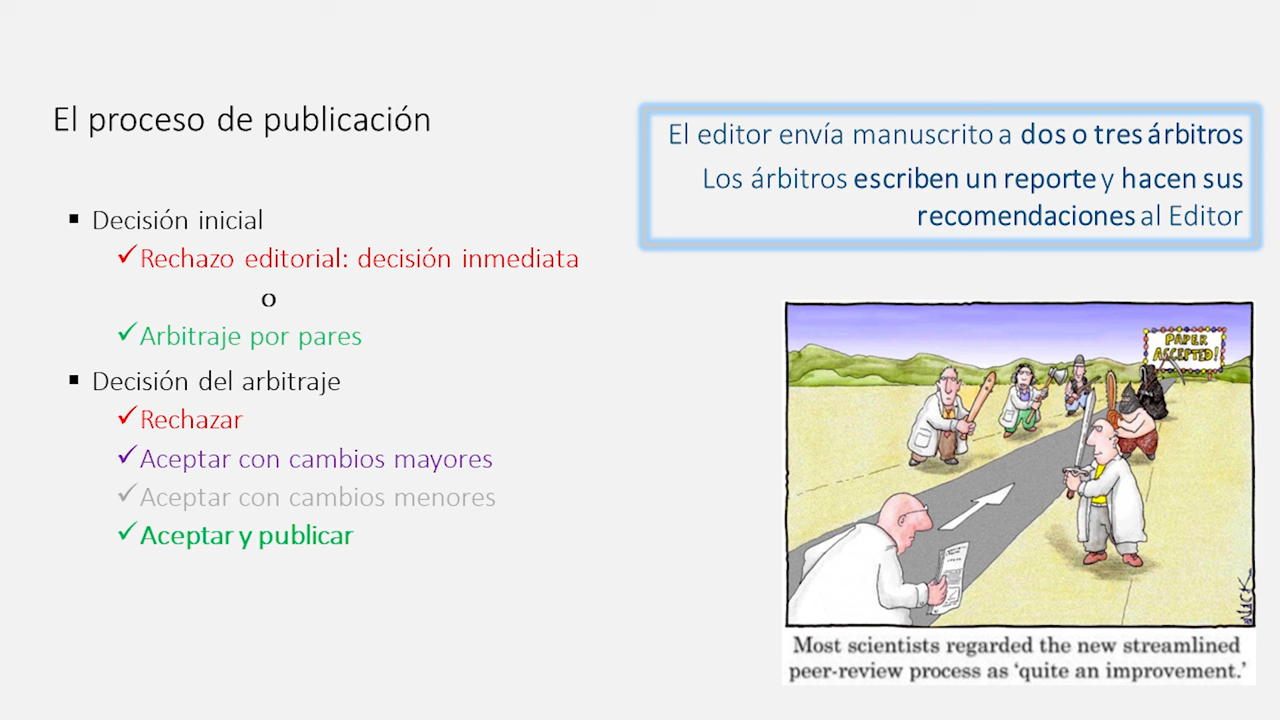 El proceso de publicación
El editor envía manuscrito a dos o tres árbitros
Los árbitros escriben un reporte y hacen sus
recomendaciones al Editor
Decisión inicial
Rechazo editorial: decisión inmediata
o
Arbitraje por pares
Decisión del arbitraje
Rechazar
Aceptar con cambios mayores
Aceptar con cambios menores
Aceptar y publicar
PAPER
ACCEPTED!
NICK
Most scientists regarded the new streamlined
peer-review process as ‘quite an improvement.’